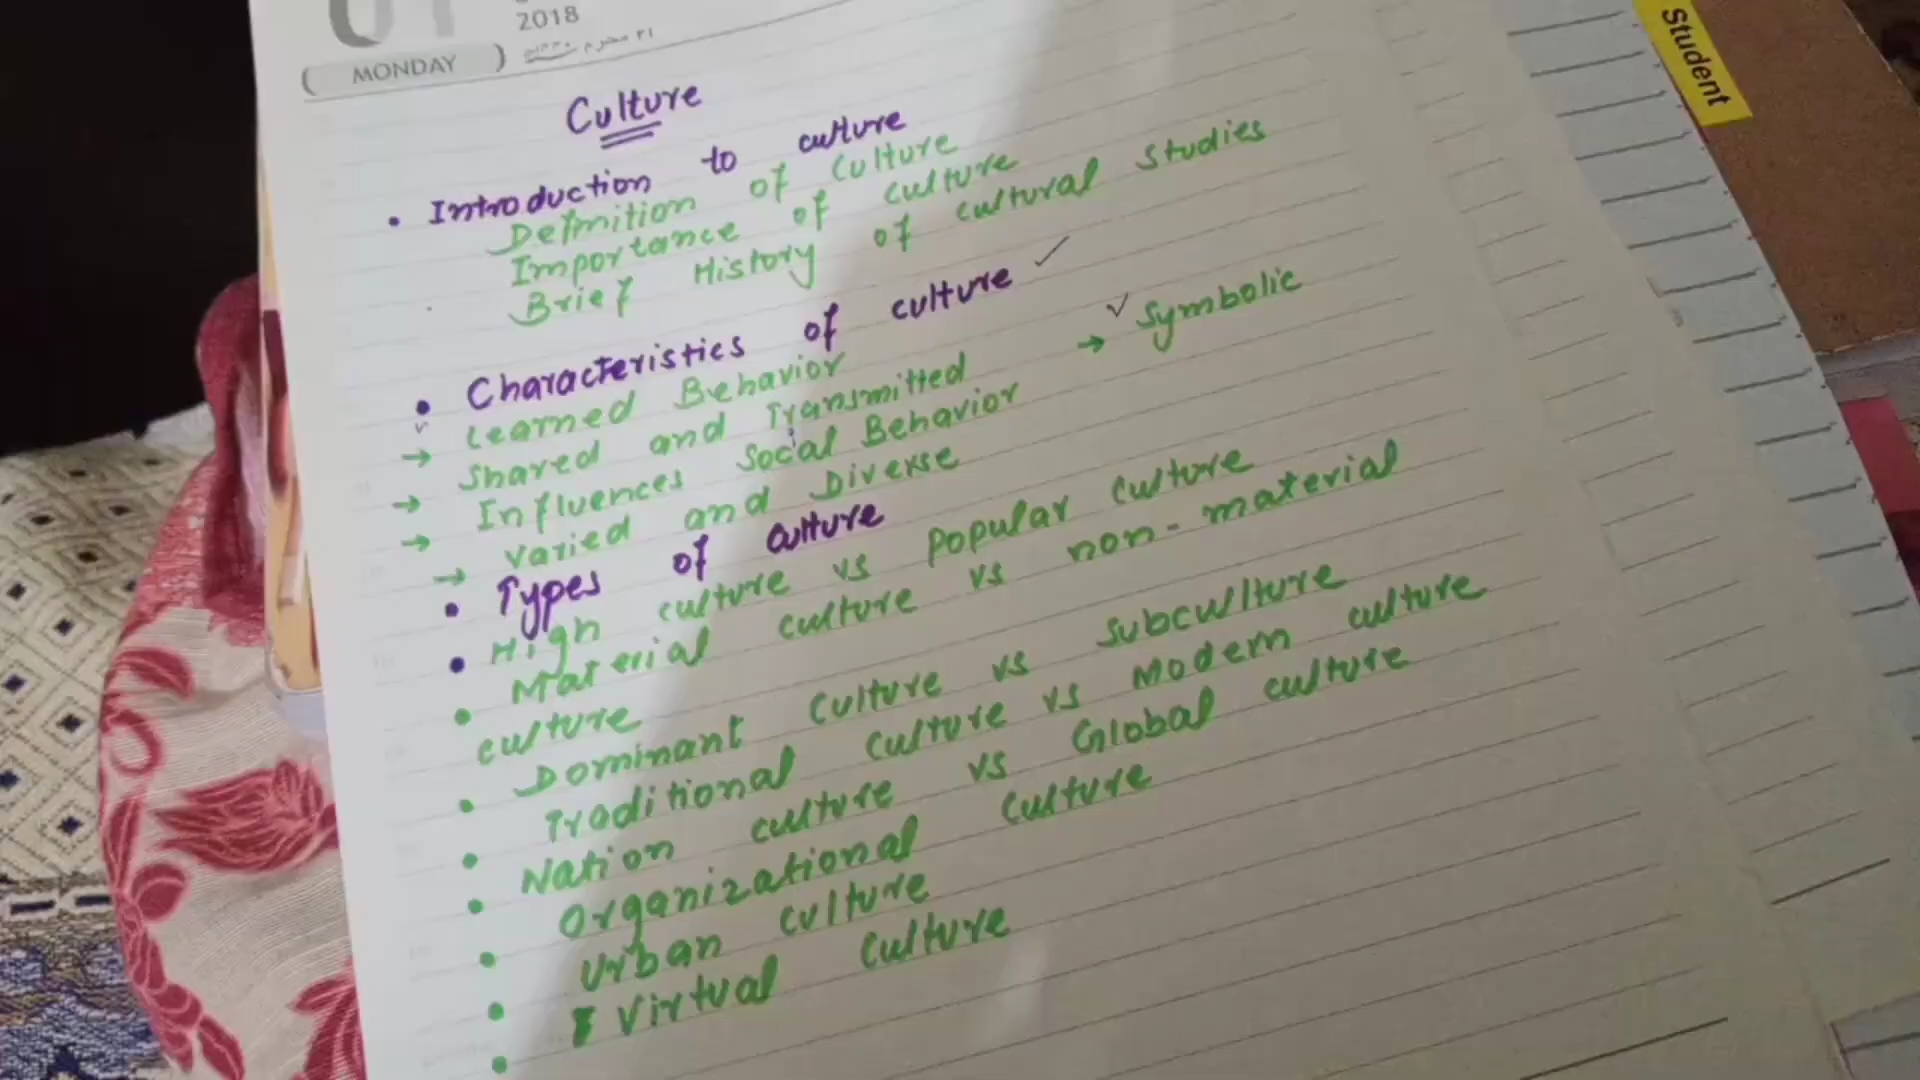 2018
MONDAY
Culture
• Introduction to culture
Definition of Culture
Importance of culture
Brief History of cultural studies
• Characteristics of culture ✓
→ Learned Behavior → Symbolic
→ Shared and Transmitted
→ Influences Social Behavior
→ Varied and Diverse
• Types of culture
• High culture vs popular culture
• Material culture vs non-material
culture
• Dominant culture vs subculture
• Traditional culture vs Modern culture
• Nation culture vs Global culture
• Organizational culture
• Urban culture
• Virtual culture
Student